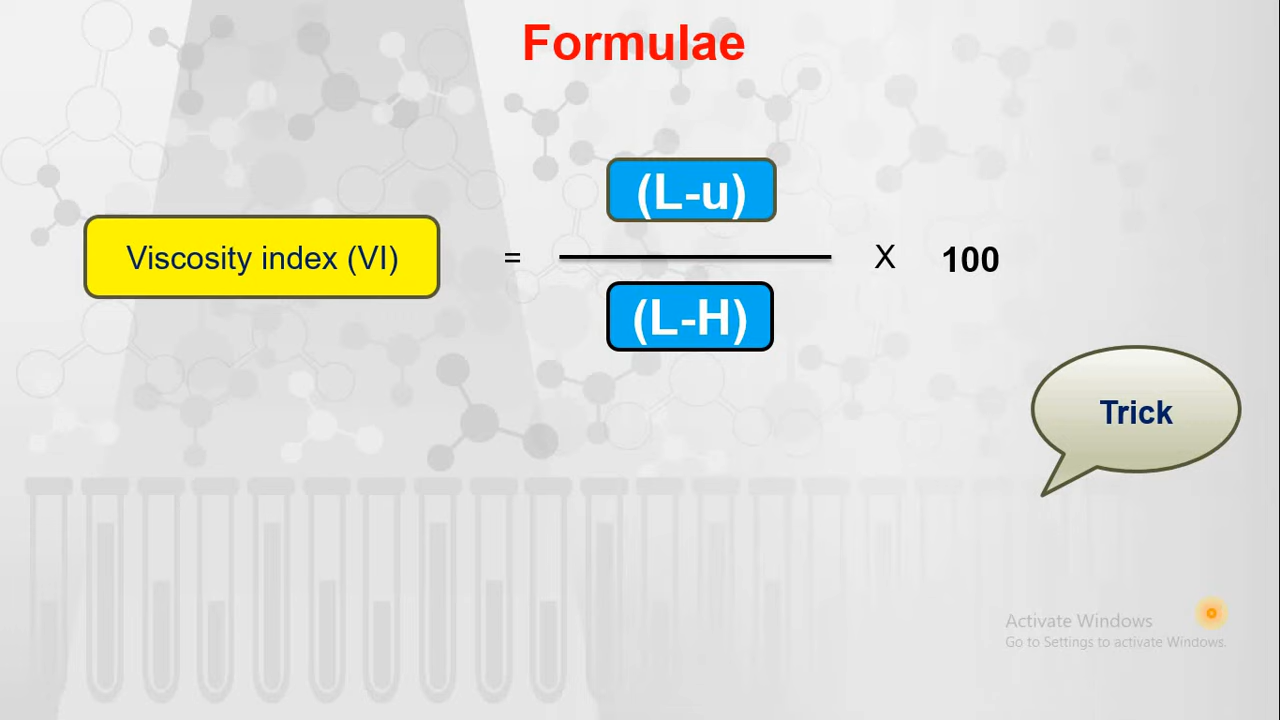 Formulae
(L-u)
Viscosity index (VI) = X 100
(L-H)
Trick
Activate Windows
Go to Settings to activate Windows.